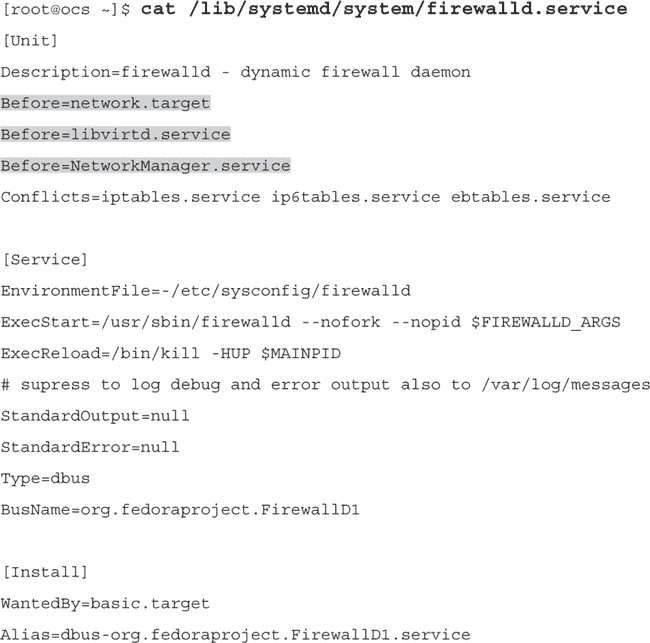 [root@ocs ~]$ cat /lib/systemd/system/firewalld.service
[Unit]
Description=firewalld - dynamic firewall daemon
Before=network.target
Before=libvirtd.service
Before=NetworkManager.service
Conflicts=iptables.service ip6tables.service ebtables.service
[Service]
EnvironmentFile=-/etc/sysconfig/firewalld
ExecStart=/usr/sbin/firewalld --nofork --nopid $FIREWALLD_ARGS
ExecReload=/bin/kill -HUP $MAINPID
# supress to log debug and error output also to /var/log/messages
StandardOutput=null
StandardError=null
Type=dbus
BusName=org.fedoraproject.FirewallD1
[Install]
WantedBy=basic.target
Alias=dbus-org.fedoraproject.FirewallD1.service